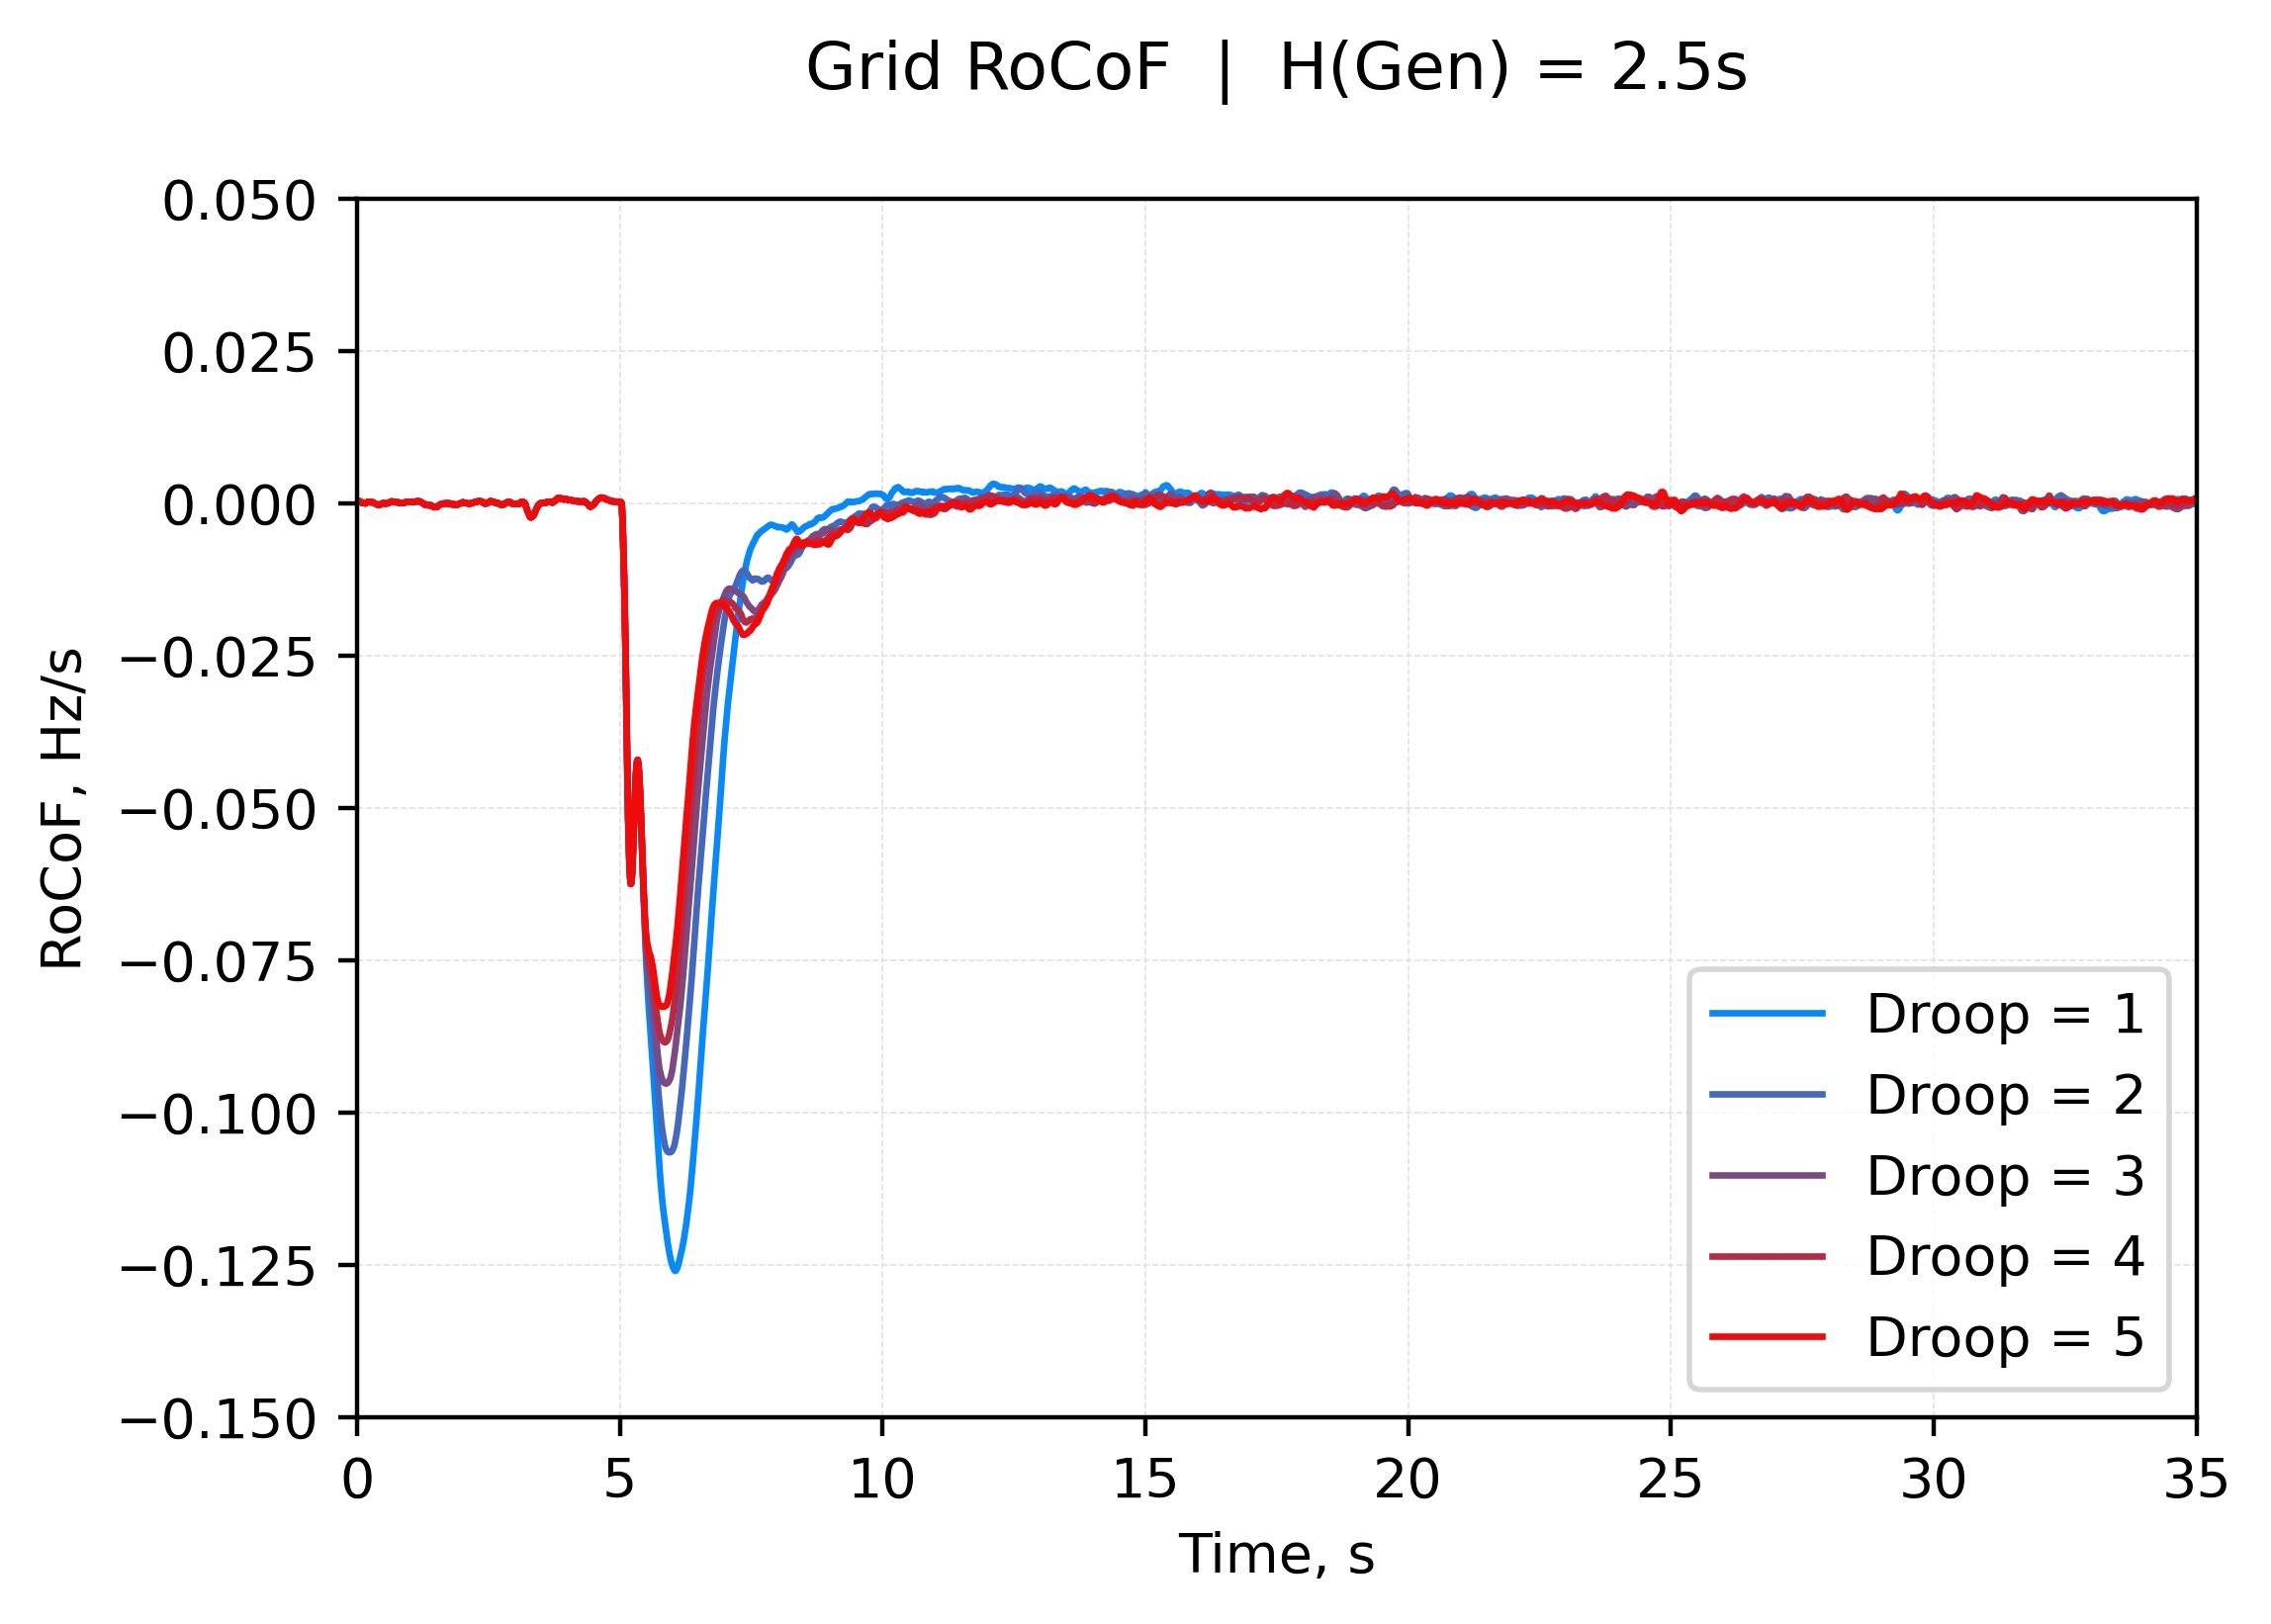 Grid RoCoF | H(Gen) = 2.5s
0.050
0.025
0.000
−0.025
−0.050
−0.075
−0.100
−0.125
−0.150
RoCoF, Hz/s
0 5 10 15 20 25 30 35
Time, s
Droop = 1
Droop = 2
Droop = 3
Droop = 4
Droop = 5